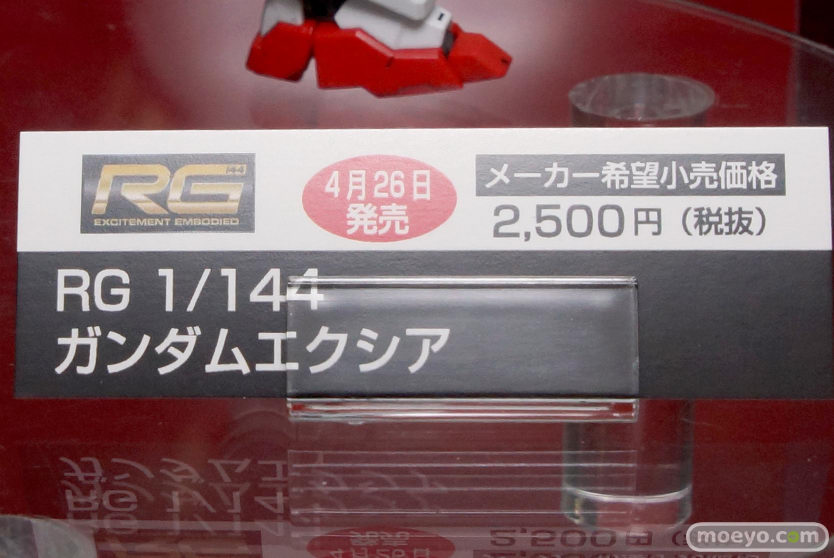 RG
EXCITEMENT EMBODIED
4月26日
発売
メーカー希望小売価格
2,500円（税抜）
RG 1/144
ガンダムエクシア
moeyo.com